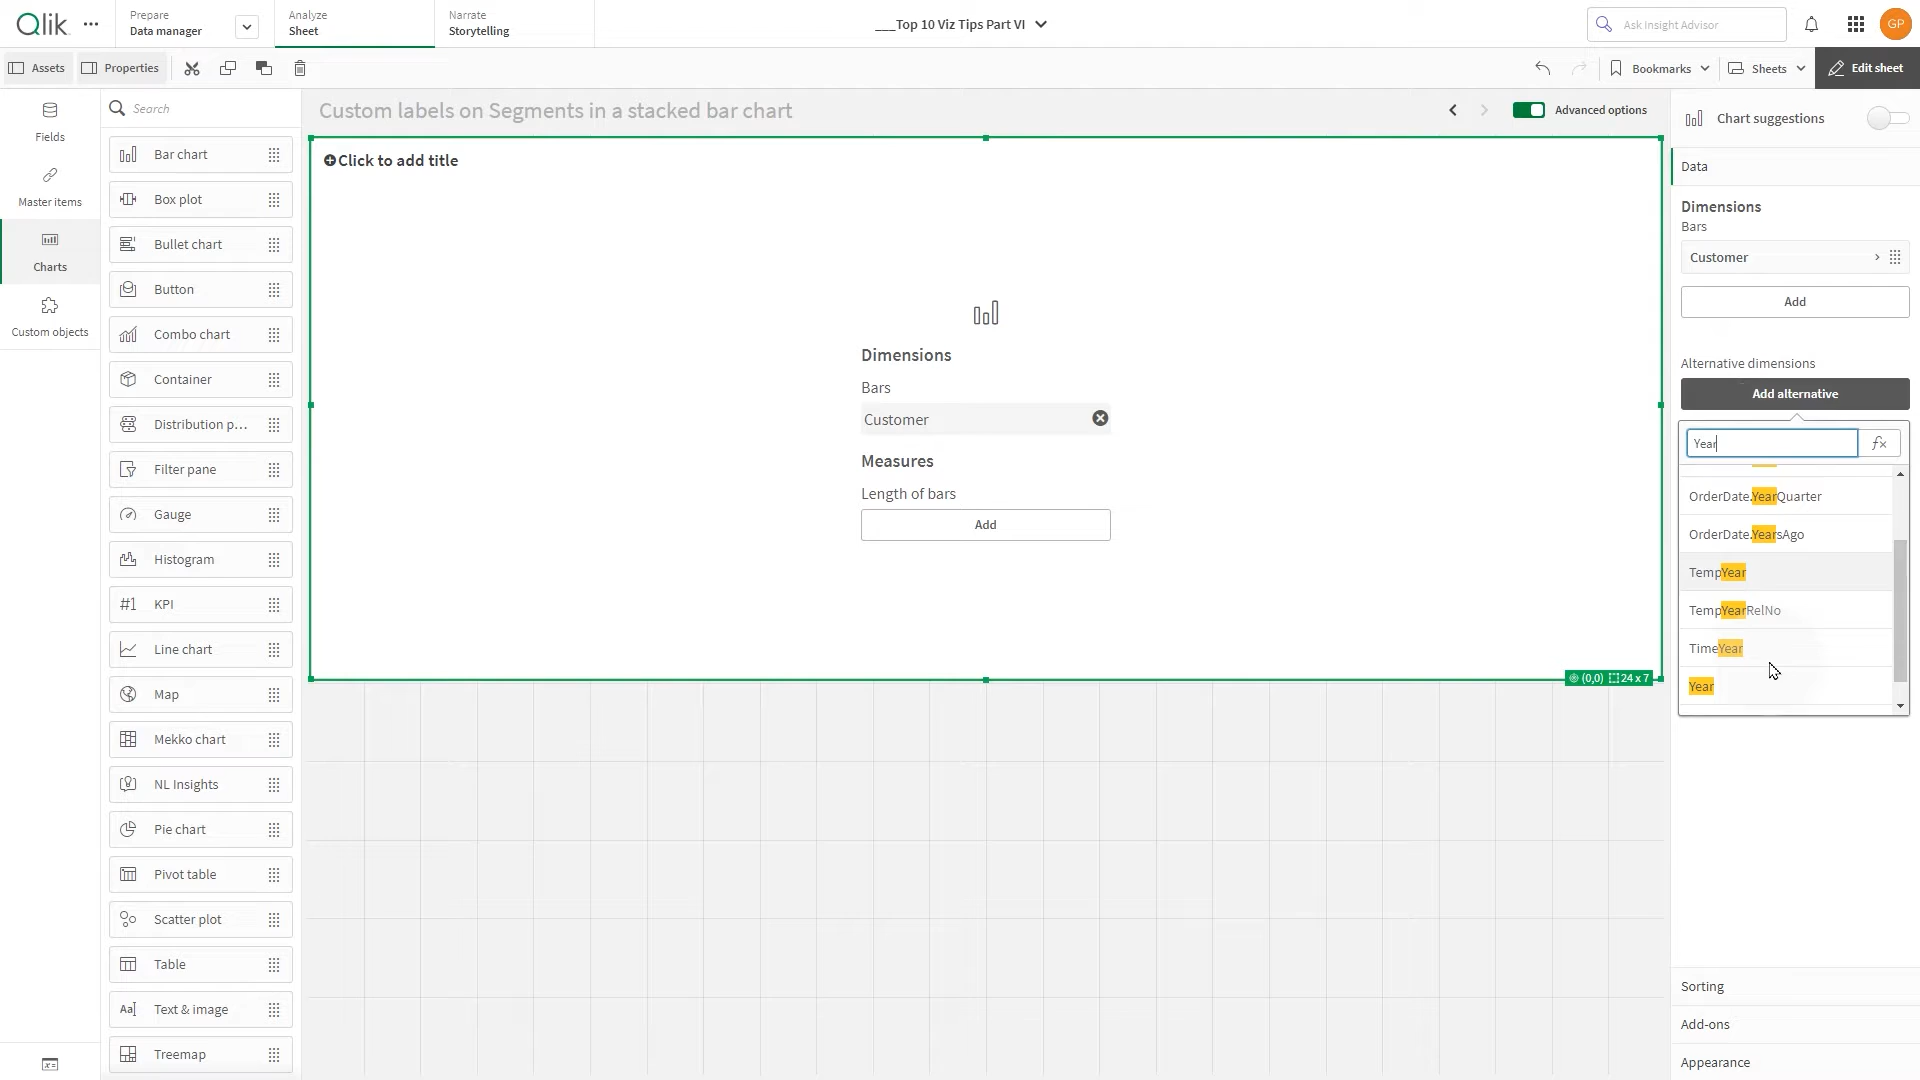 Qlik
Prepare
Data manager
Analyze
Sheet
Narrate
Storytelling
___Top 10 Viz Tips Part VI
Ask Insight Advisor
GP
Assets
Properties
Bookmarks
Sheets
Edit sheet
Fields
Master items
Charts
Custom objects
Search
Bar chart
Box plot
Bullet chart
Button
Combo chart
Container
Distribution p...
Filter pane
Gauge
Histogram
#1 KPI
Line chart
Map
Mekko chart
NL Insights
Pie chart
Pivot table
Scatter plot
Table
Aa Text & image
Treemap
Custom labels on Segments in a stacked bar chart
Advanced options
Click to add title
Dimensions
Bars
Customer
Measures
Length of bars
Add
(0,0) 24 x 7
Chart suggestions
Data
Dimensions
Bars
Customer
Add
Alternative dimensions
Add alternative
Year
fx
OrderDate.YearQuarter
OrderDate.YearsAgo
TempYear
TempYearRelNo
TimeYear
Year
Sorting
Add-ons
Appearance